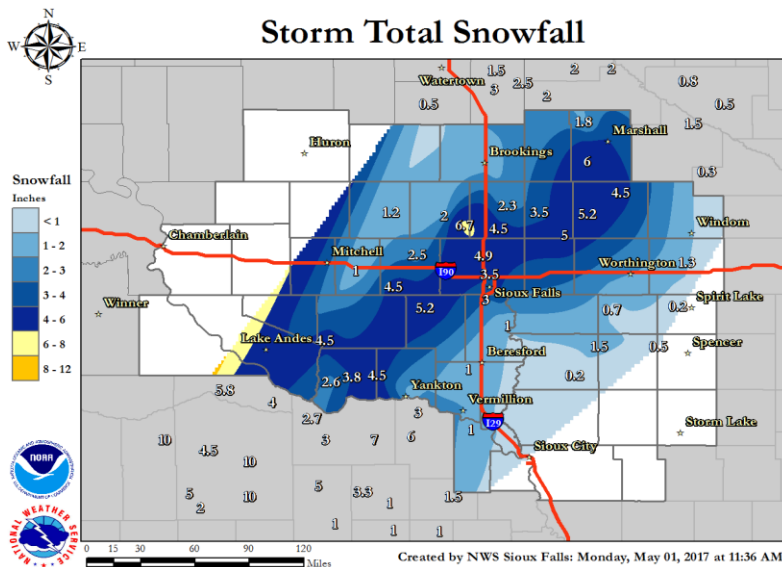 Storm Total Snowfall
N
W E
S
Watertown
1.5
2
2
3
2.5
0.8
0.5
2
0.5
1.8
1.5
Marshall
Huron
Brookings
6
0.3
4.5
Snowfall
Inches
< 1
1 - 2
2 - 3
3 - 4
4 - 6
6 - 8
8 - 12
1.2
2
2.3
3.5
5.2
6.7
4.5
5
Windom
Chamberlain
Mitchell
2.5
4.9
1
I90
3.5
Worthington
1.3
4.5
Sioux Falls
Winner
5.2
3
0.7
0.2
Spirit Lake
1
Lake Andes
4.5
1.5
0.5
Spencer
Beresford
2.6
3.8
4.5
1
0.2
5.8
4
Yankton
Vermillion
2.7
3
I29
1
Storm Lake
10
4.5
3
7
6
Sioux City
10
5
2
10
5
3.3
1
1.5
1
1
1
1
NOAA
NATIONAL WEATHER SERVICE
0 15 30 60 90 120
Miles
Created by NWS Sioux Falls: Monday, May 01, 2017 at 11:36 AM